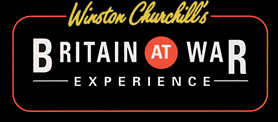 Winston Churchill's
BRITAIN AT WAR
EXPERIENCE